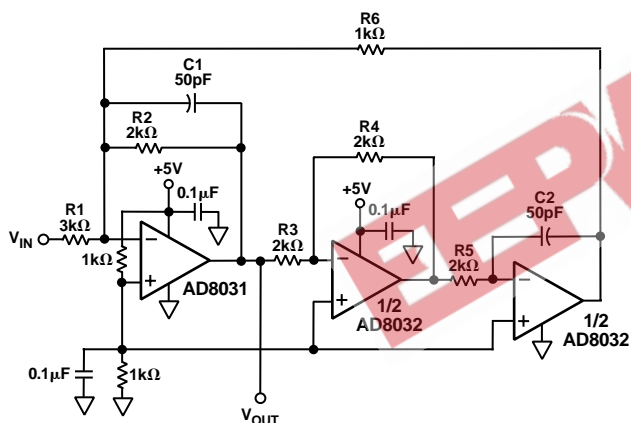 R6
1kΩ
C1
50pF
R2
2kΩ
R4
2kΩ
+5V
0.1µF
+5V
0.1µF
C2
50pF
R1
3kΩ
VIN
1kΩ
R3
2kΩ
R5
2kΩ
AD8031
1/2
AD8032
1/2
AD8032
0.1µF
1kΩ
VOUT